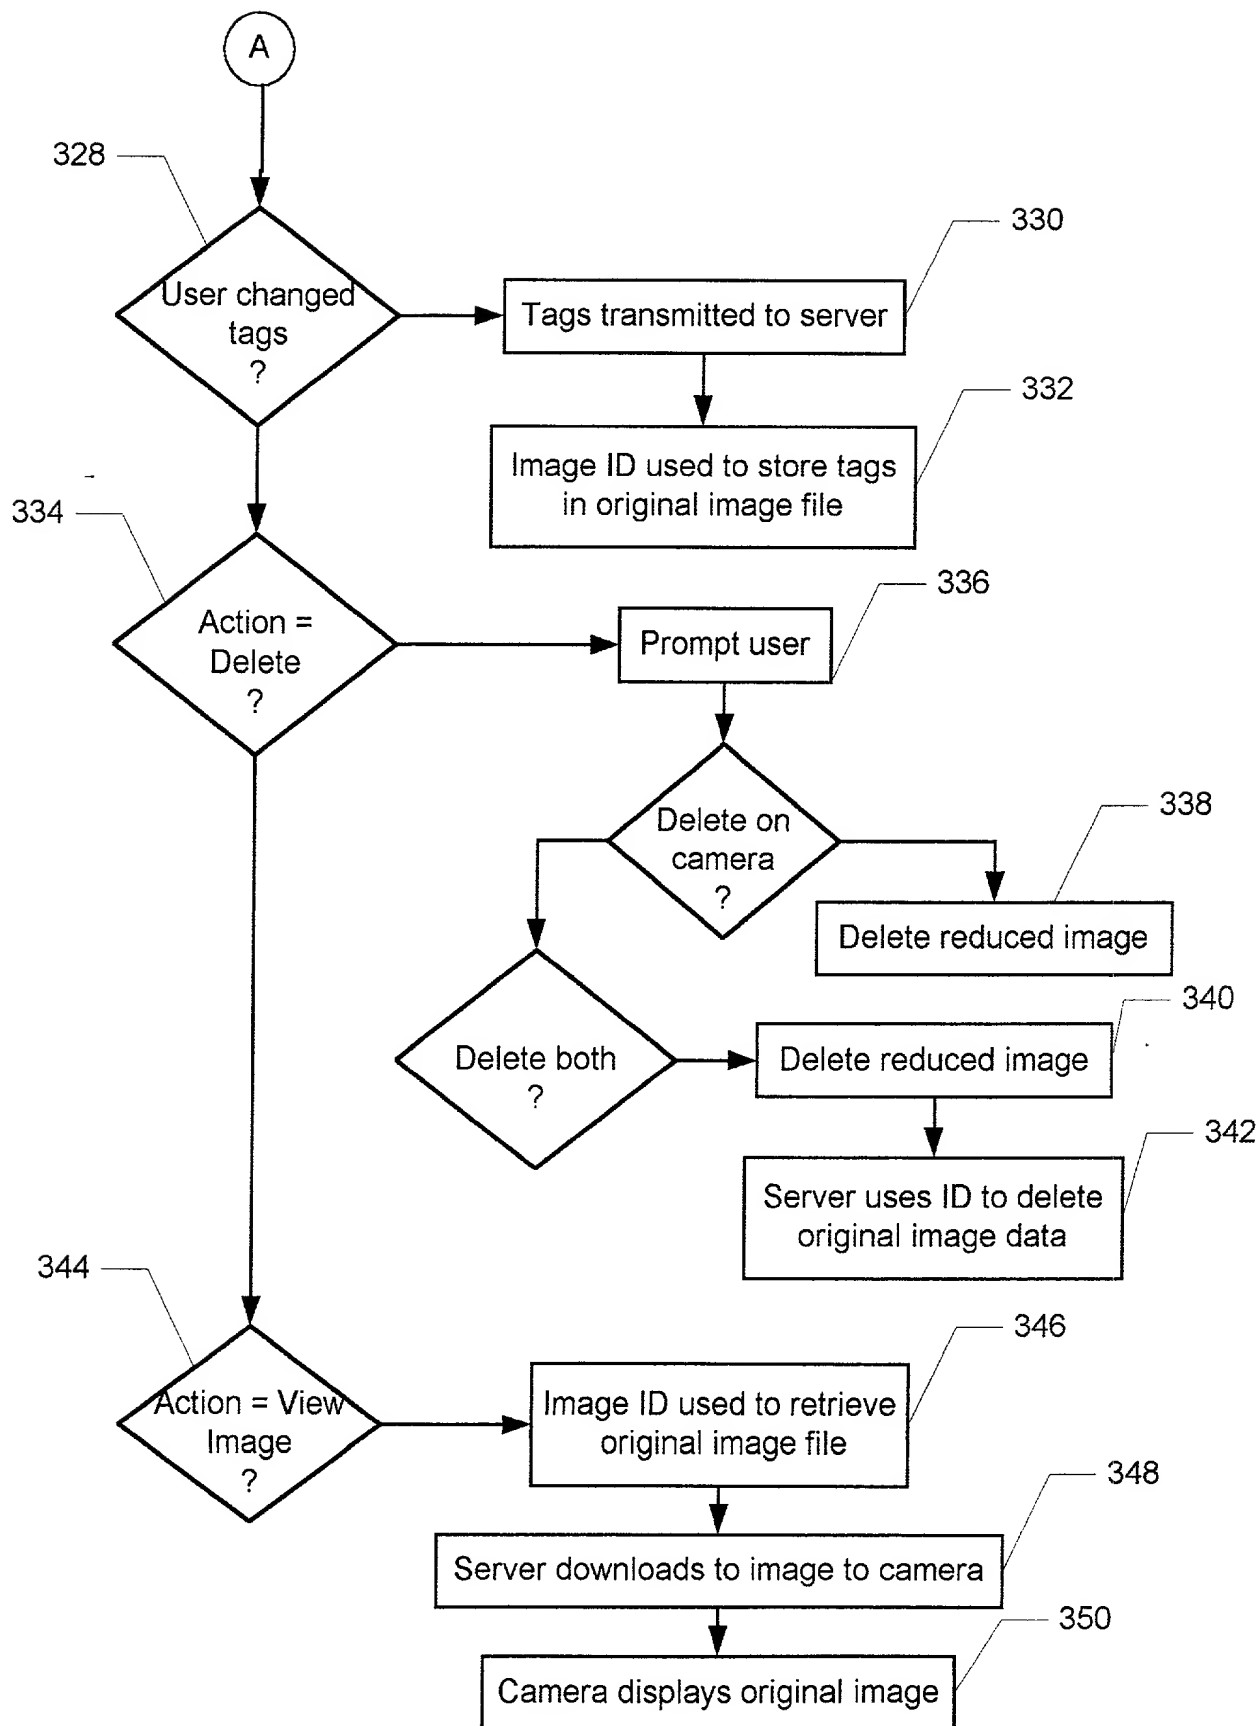 A
328
User changed
tags
?
330
Tags transmitted to server
332
Image ID used to store tags
in original image file
334
Action =
Delete
?
336
Prompt user
Delete on
camera
?
338
Delete reduced image
Delete both
?
340
Delete reduced image
342
Server uses ID to delete
original image data
344
Action = View
Image
?
346
Image ID used to retrieve
original image file
348
Server downloads to image to camera
350
Camera displays original image